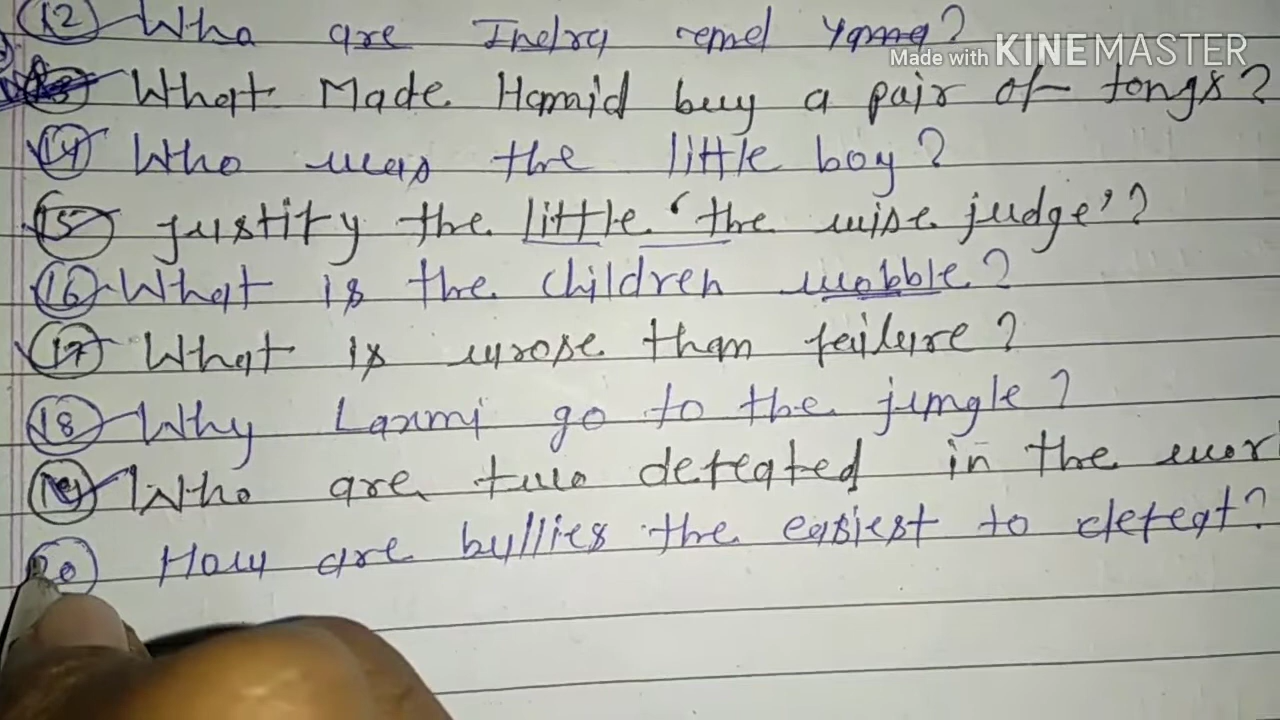 (12) Who are Indra and Yama?
Made with KINEMASTER
(13) What Made Hamid buy a pair of tongs?
(14) Who was the little boy?
(15) justify the little 'the wise judge'?
(16) What is the children wobble?
(17) What is wrose than failure?
(18) Why Laxmi go to the jungle?
(19) Who are two defeated in the worl
(20) How are bullies the easiest to defeat?